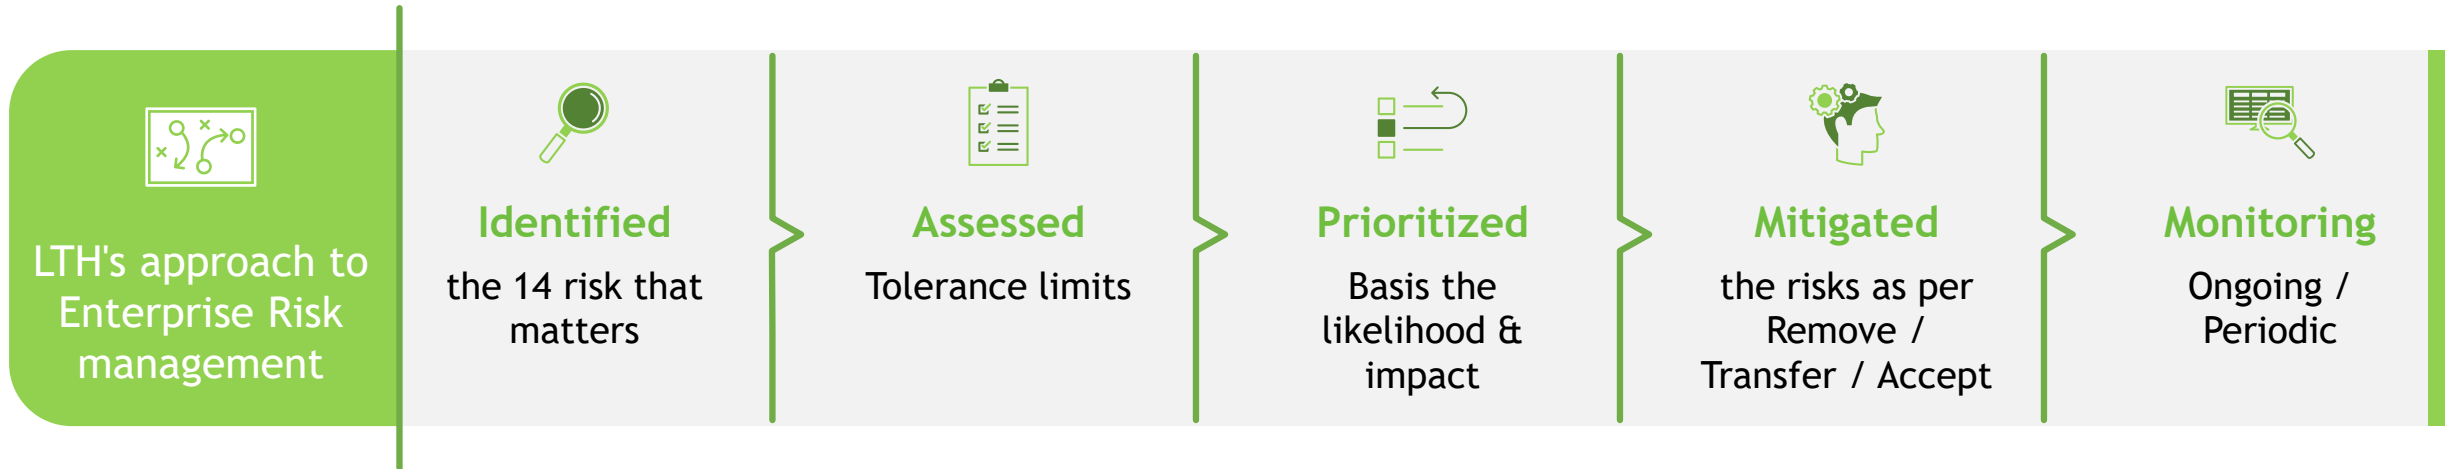 LTH's approach to
Enterprise Risk
management
Identified
the 14 risk that
matters
Assessed
Tolerance limits
Prioritized
Basis the
likelihood &
impact
Mitigated
the risks as per
Remove /
Transfer / Accept
Monitoring
Ongoing /
Periodic